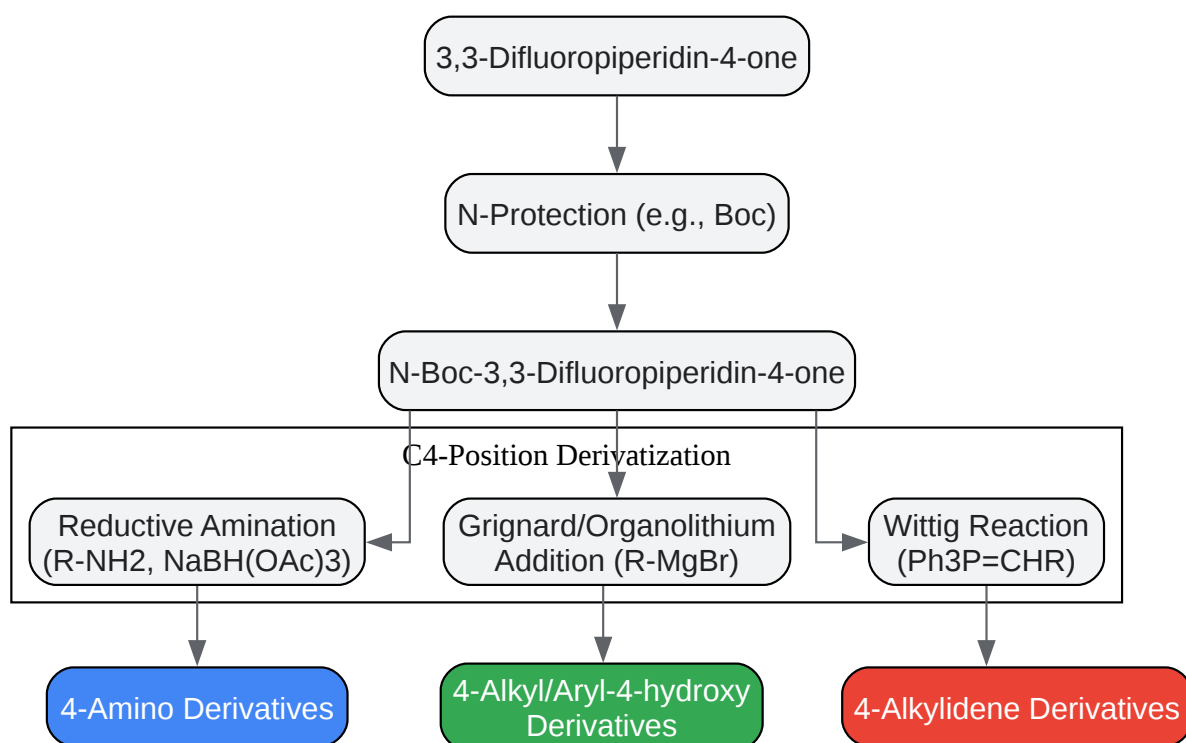 3,3-Difluoropiperidin-4-one
N-Protection (e.g., Boc)
N-Boc-3,3-Difluoropiperidin-4-one
C4-Position Derivatization
Reductive Amination
(R-NH2, NaBH(OAc)3)
Grignard/Organolithium
Addition (R-MgBr)
Wittig Reaction
(Ph3P=CHR)
4-Amino Derivatives
4-Alkyl/Aryl-4-hydroxy
Derivatives
4-Alkylidene Derivatives